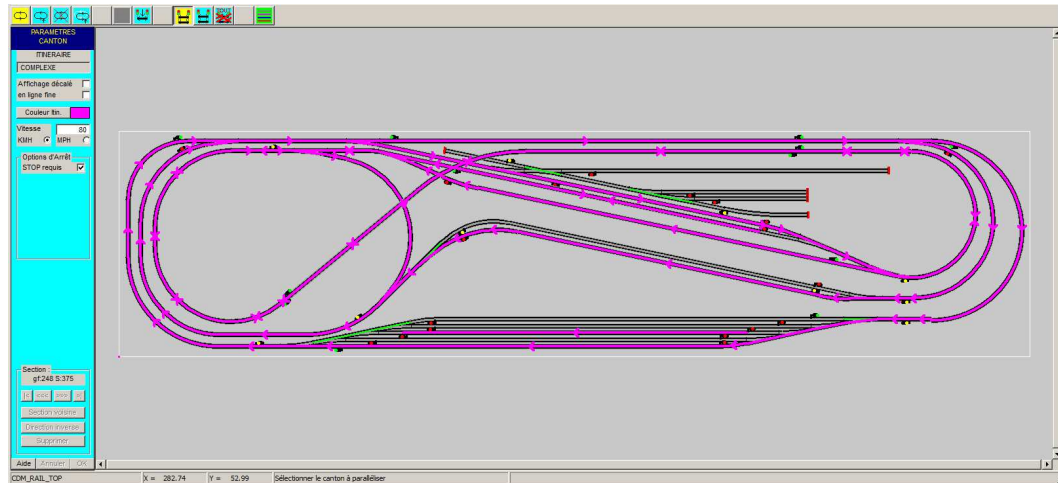 PARAMETRES
CANTON
ITINERAIRE
COMPLEXE
Affichage décalé
en ligne fine
Couleur Itin.
Vitesse 80
KMH MPH
Options d'Arrêt
STOP requis
Section :
gf:248 S:375
|< <<< >>> >|
Section voisine
Direction Inverse
Supprimer
Aide Annuler OK
CDM_RAIL_TOP X = 282.74 Y = 52.99 Sélectionner le canton à paralléliser